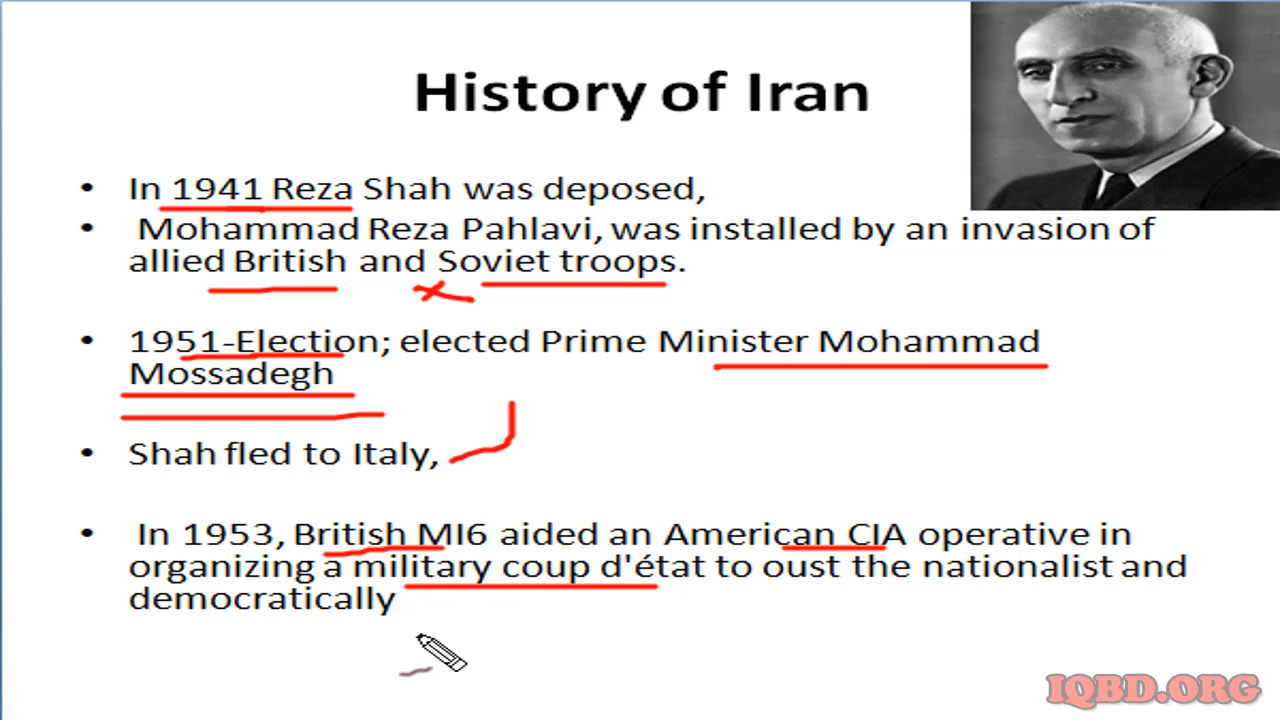 History of Iran
• In 1941 Reza Shah was deposed,
• Mohammad Reza Pahlavi, was installed by an invasion of
allied British and Soviet troops.
• 1951-Election; elected Prime Minister Mohammad
Mossadegh
• Shah fled to Italy,
• In 1953, British MI6 aided an American CIA operative in
organizing a military coup d'état to oust the nationalist and
democratically
IQBD.ORG